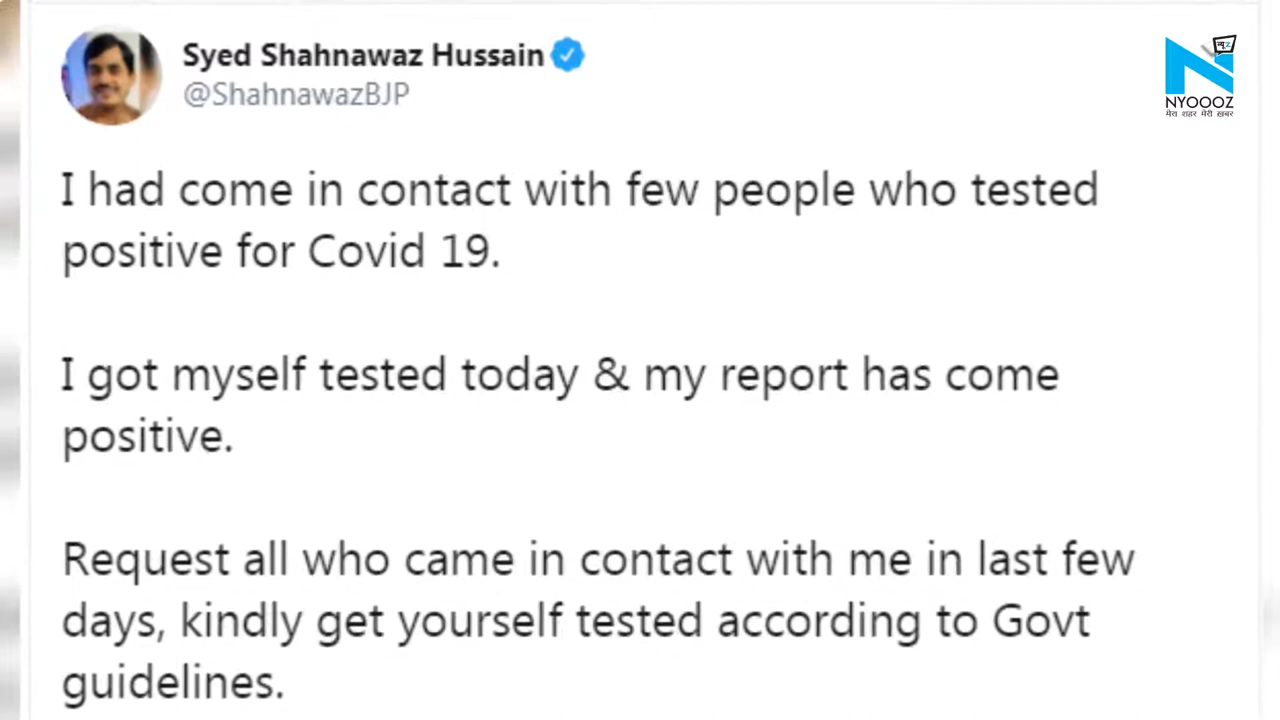 Syed Shahnawaz Hussain
@ShahnawazBJP
NYOOOZ
मेरा शहर मेरी ख़बर
I had come in contact with few people who tested
positive for Covid 19.
I got myself tested today & my report has come
positive.
Request all who came in contact with me in last few
days, kindly get yourself tested according to Govt
guidelines.